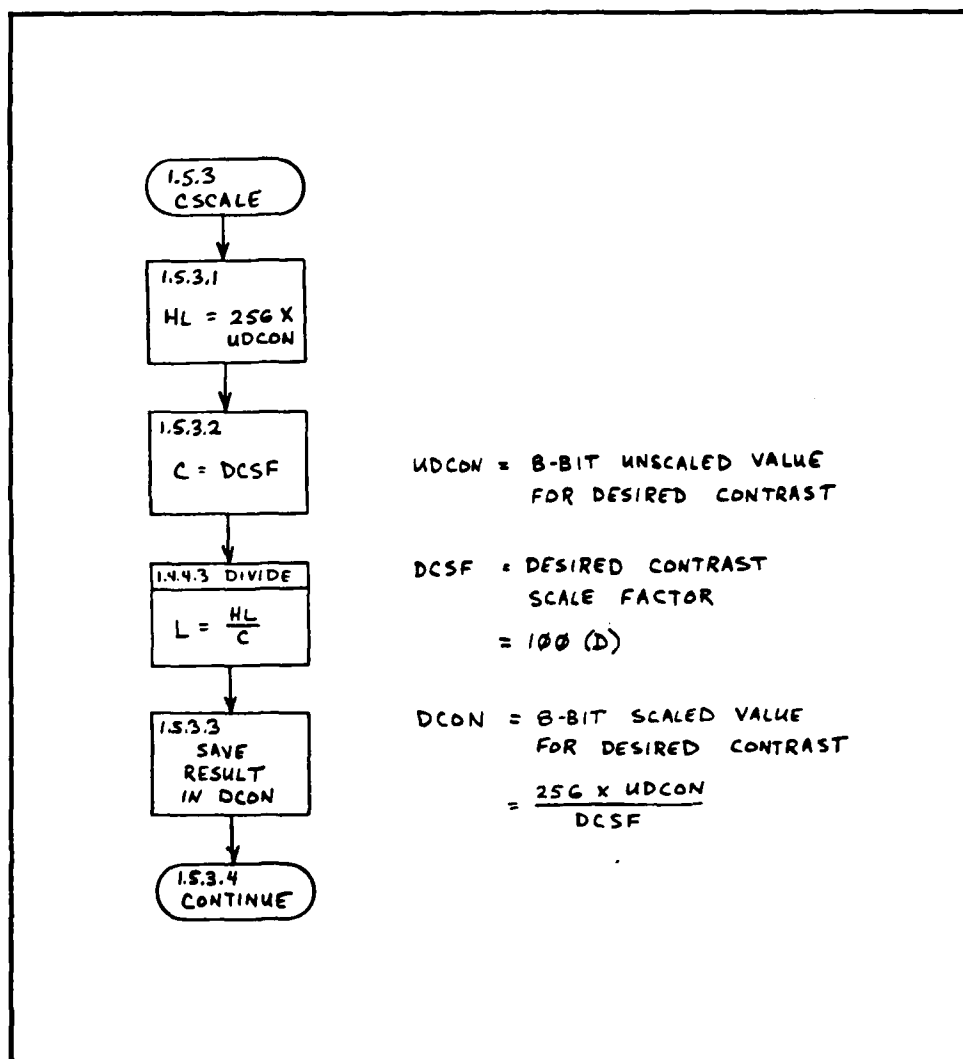 1.5.3
CSCALE
1.5.3.1
HL = 256 X
UDCON
1.5.3.2
C = DCSF
1.4.4.3 DIVIDE
L = HL
C
1.5.3.3
SAVE
RESULT
IN DCON
1.5.3.4
CONTINUE
UDCON = 8-BIT UNSCALED VALUE
FOR DESIRED CONTRAST
DCSF = DESIRED CONTRAST
SCALE FACTOR
= 1ØØ (D)
DCON = 8-BIT SCALED VALUE
FOR DESIRED CONTRAST
= 256 X UDCON
DCSF